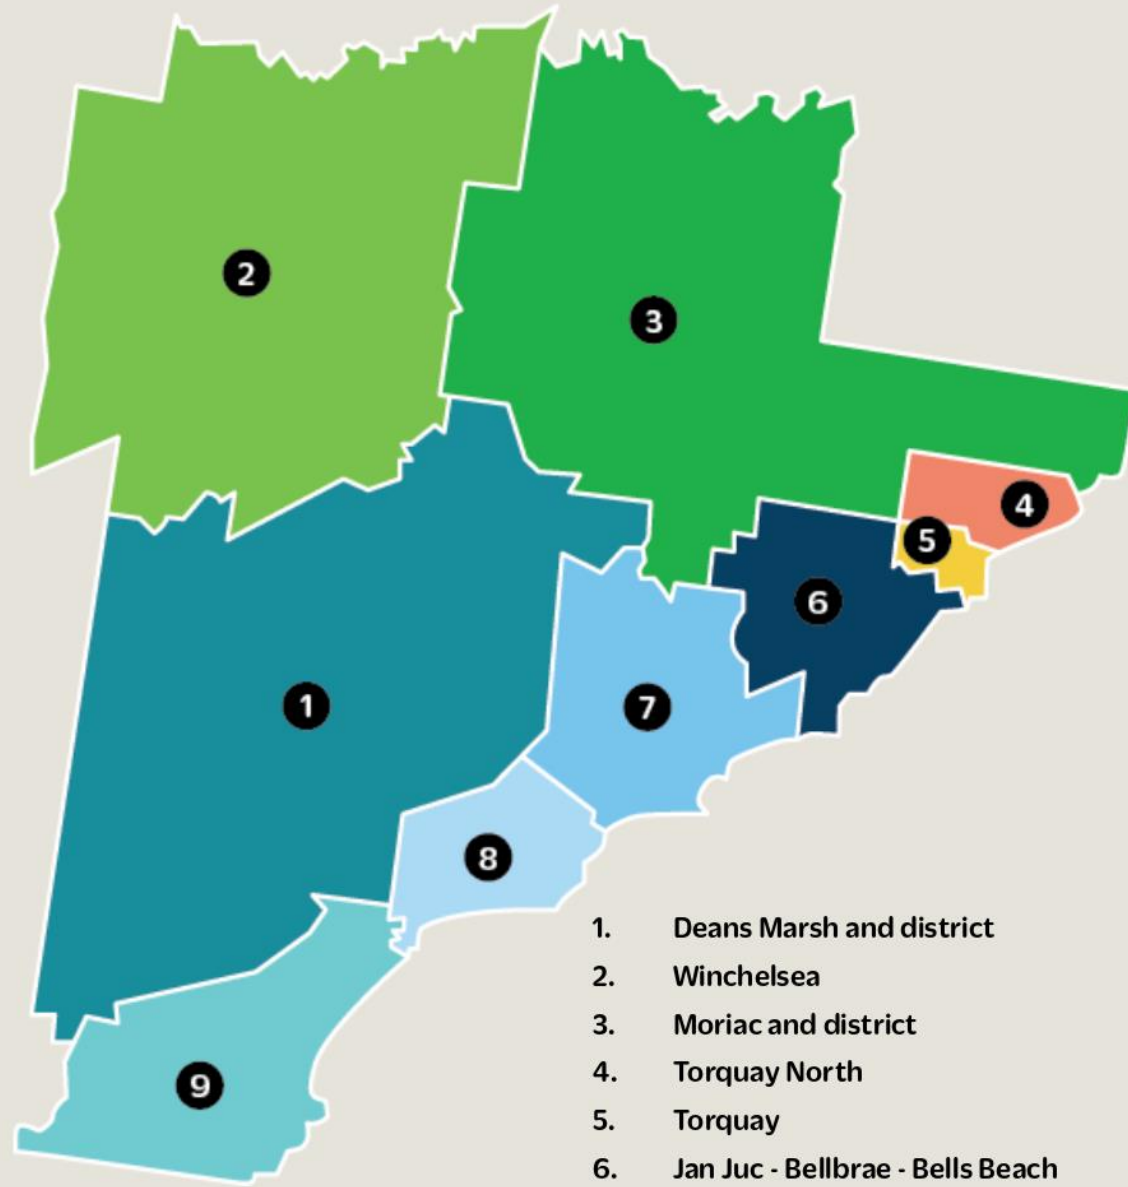 2
3
4
5
6
1
7
8
9
1. Deans Marsh and district
2. Winchelsea
3. Moriac and district
4. Torquay North
5. Torquay
6. Jan Juc - Bellbrae - Bells Beach